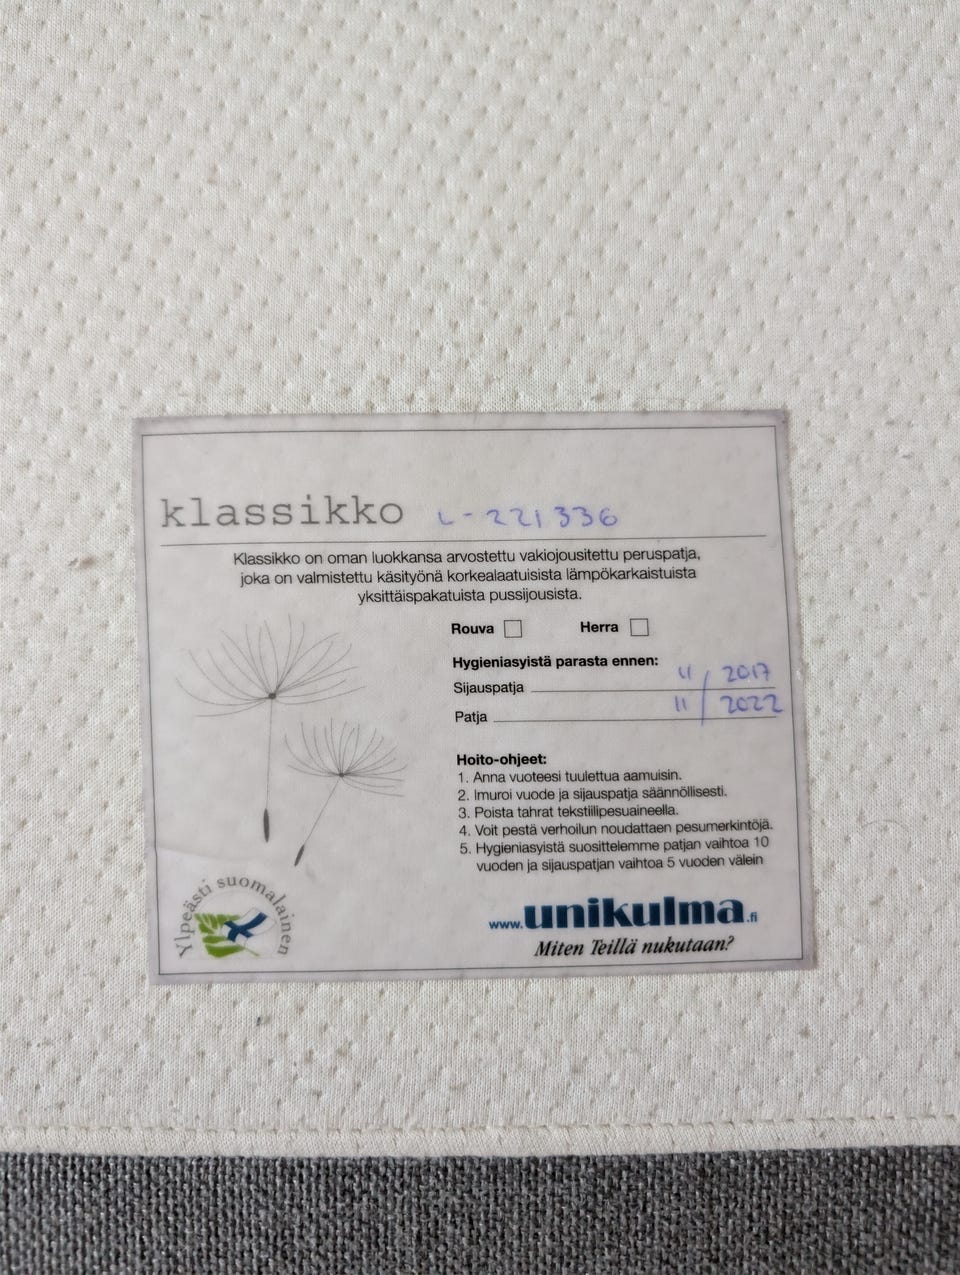 klassikko L-221336
Klassikko on oman luokkansa arvostettu vakiojousitettu peruspatja,
joka on valmistettu käsityönä korkealaatuisista lämpökarkaistuista
yksittäispakatuista pussijousista.
Rouva Herra
Hygieniasyistä parasta ennen:
Sijauspatja 11 / 2017
Patja 11 / 2022
Hoito-ohjeet:
1. Anna vuoteesi tuulettua aamuisin.
2. Imuroi vuode ja sijauspatja säännöllisesti.
3. Poista tahrat tekstiilipesuaineella.
4. Voit pestä verhoilun noudattaen pesumerkintöjä.
5. Hygieniasyistä suosittelemme patjan vaihtoa 10
vuoden ja sijauspatjan vaihtoa 5 vuoden välein
Ylpeästi suomalainen
www.unikulma.fi
Miten Teillä nukutaan?